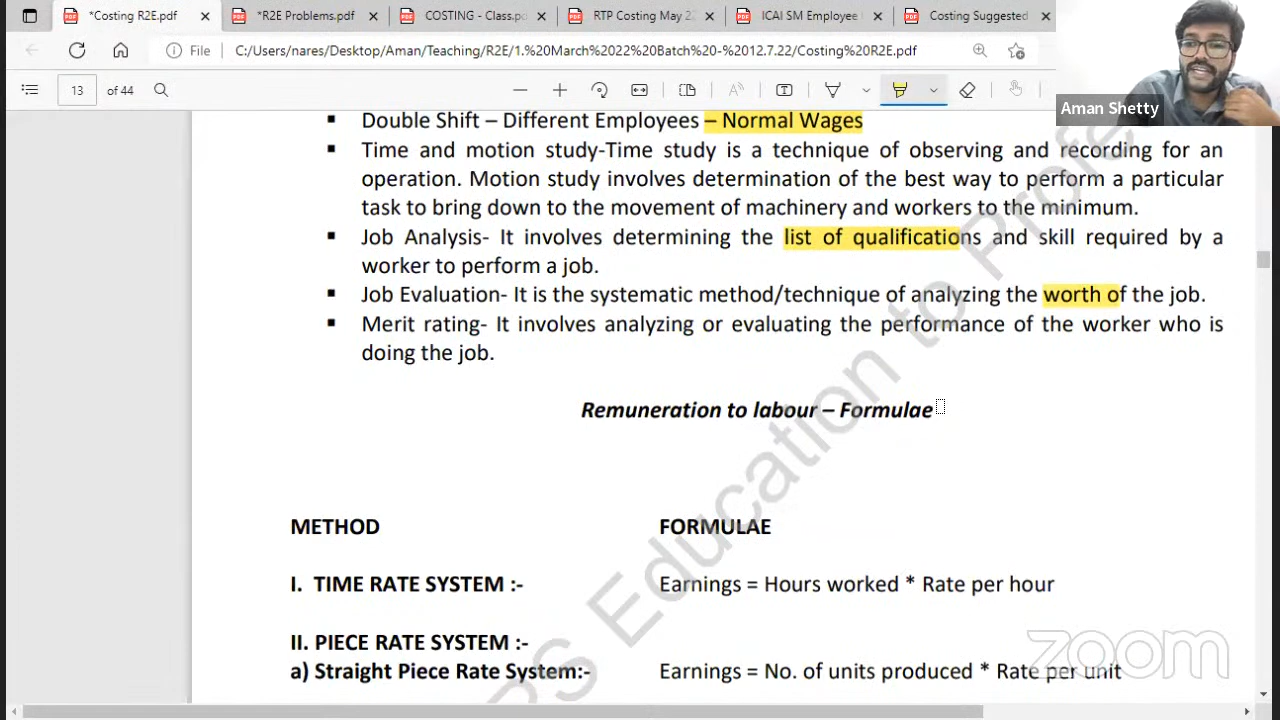 *Costing R2E.pdf
*R2E Problems.pdf
COSTING - Class.pd
RTP Costing May 2
ICAI SM Employee
Costing Suggested
File
C:/Users/nares/Desktop/Aman/Teaching/R2E/1.%20March%2022%20Batch%20-%2012.7.22/Costing%20R2E.pdf
13 of 44
Aman Shetty
▪ Double Shift – Different Employees – Normal Wages
▪ Time and motion study-Time study is a technique of observing and recording for an
operation. Motion study involves determination of the best way to perform a particular
task to bring down to the movement of machinery and workers to the minimum.
▪ Job Analysis- It involves determining the list of qualifications and skill required by a
worker to perform a job.
▪ Job Evaluation- It is the systematic method/technique of analyzing the worth of the job.
▪ Merit rating- It involves analyzing or evaluating the performance of the worker who is
doing the job.
Remuneration to labour – Formulae
METHOD FORMULAE
I. TIME RATE SYSTEM :- Earnings = Hours worked * Rate per hour
II. PIECE RATE SYSTEM :-
a) Straight Piece Rate System:- Earnings = No. of units produced * Rate per unit
RS Education to Profe
zoom